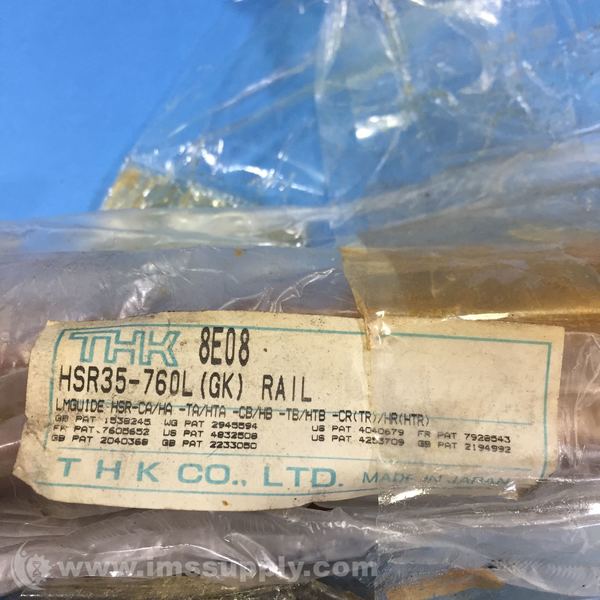 THK 8E08
HSR35-760L(GK) RAIL
LMGUIDE HSR-CA/HA -TA/HTA -CB/HB -TB/HTB -CR(TR)/HR(HTR)
GB PAT 1538245 WG PAT 2945594 US PAT 4040679 FR PAT 7928543
FR PAT 7605652 US PAT 4832508 US PAT 4253709 GB PAT 2194992
GB PAT 2040368 GB PAT 2233050
THK CO., LTD. MADE IN JAPAN
© www.imssupply.com